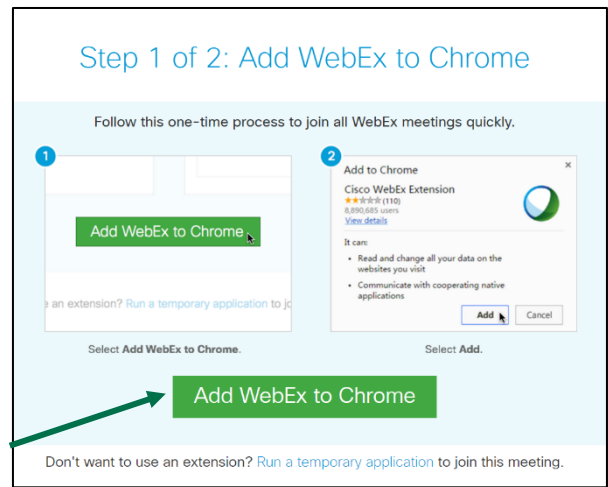 Step 1 of 2: Add WebEx to Chrome
Follow this one-time process to join all WebEx meetings quickly.
1
Add WebEx to Chrome
an extension? Run a temporary application to jo
Select Add WebEx to Chrome.
2
Add to Chrome
×
Cisco WebEx Extension
★★☆☆☆ (110)
8,890,685 users
View details
It can:
• Read and change all your data on the
websites you visit
• Communicate with cooperating native
applications
Add
Cancel
Select Add.
Add WebEx to Chrome
Don't want to use an extension? Run a temporary application to join this meeting.